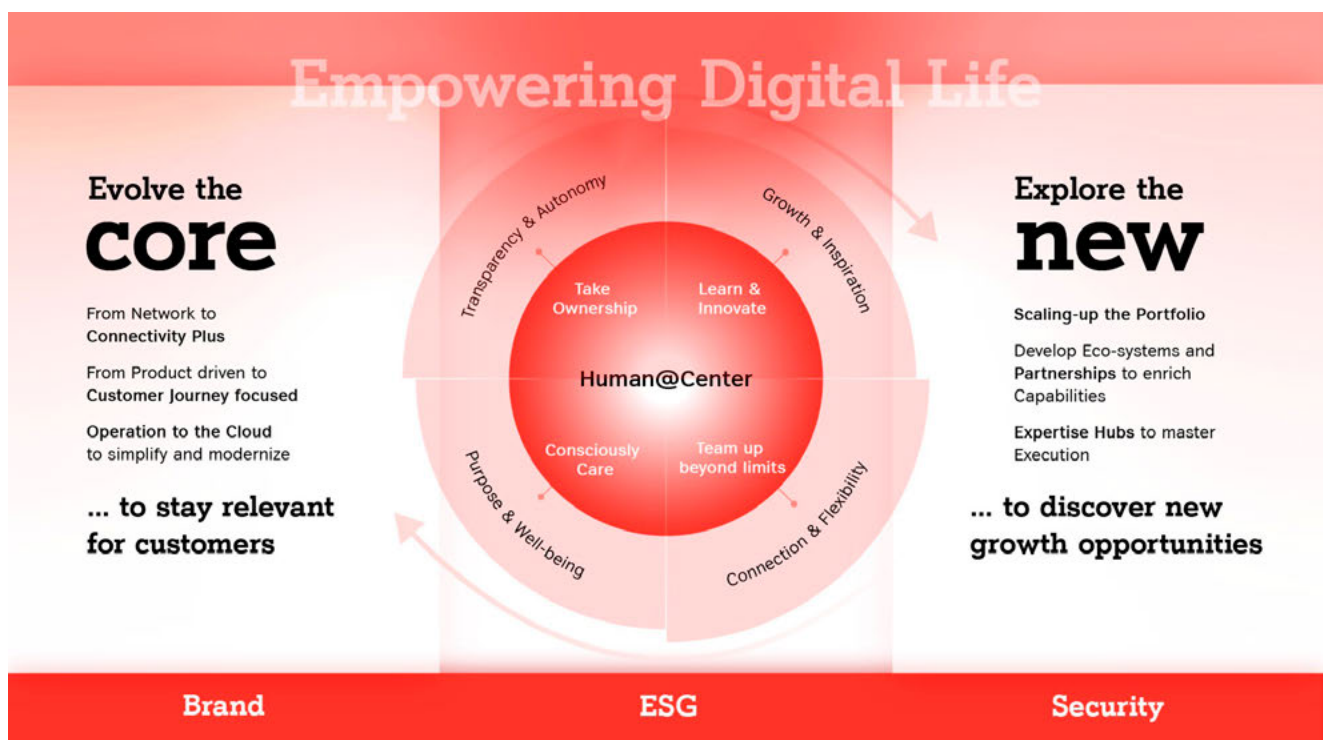 Empowering Digital Life
Evolve the
core
From Network to
Connectivity Plus
From Product driven to
Customer Journey focused
Operation to the Cloud
to simplify and modernize
... to stay relevant
for customers
Transparency & Autonomy
Growth & Inspiration
Take
Ownership
Learn &
Innovate
Human@Center
Consciously
Care
Team up
beyond limits
Purpose & Well-being
Connection & Flexibility
Explore the
new
Scaling-up the Portfolio
Develop Eco-systems and
Partnerships to enrich
Capabilities
Expertise Hubs to master
Execution
... to discover new
growth opportunities
Brand
ESG
Security